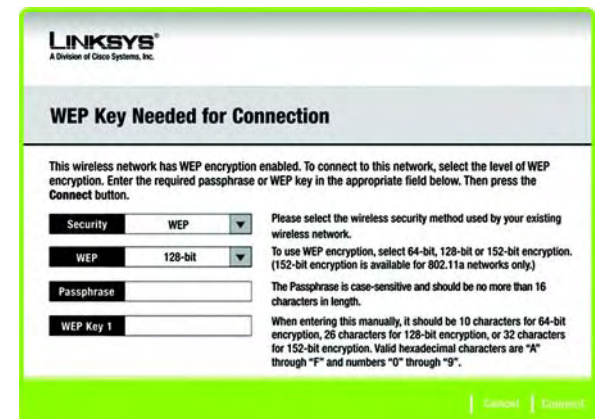 LINKSYS®
A Division of Cisco Systems, Inc.
WEP Key Needed for Connection
This wireless network has WEP encryption enabled. To connect to this network, select the level of WEP
encryption. Enter the required passphrase or WEP key in the appropriate field below. Then press the
Connect button.
Security WEP
Please select the wireless security method used by your existing
wireless network.
WEP 128-bit
To use WEP encryption, select 64-bit, 128-bit or 152-bit encryption.
(152-bit encryption is available for 802.11a networks only.)
Passphrase
The Passphrase is case-sensitive and should be no more than 16
characters in length.
WEP Key 1
When entering this manually, it should be 10 characters for 64-bit
encryption, 26 characters for 128-bit encryption, or 32 characters
for 152-bit encryption. Valid hexadecimal characters are "A"
through "F" and numbers "0" through "9".
Cancel Connect